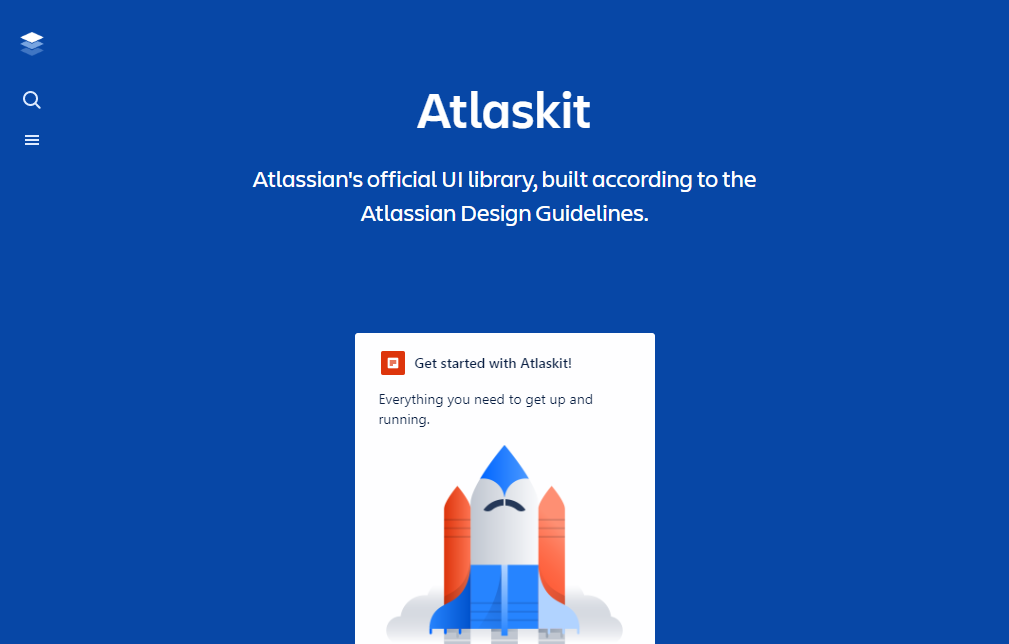 Atlaskit
Atlassian's official UI library, built according to the
Atlassian Design Guidelines.
Get started with Atlaskit!
Everything you need to get up and
running.